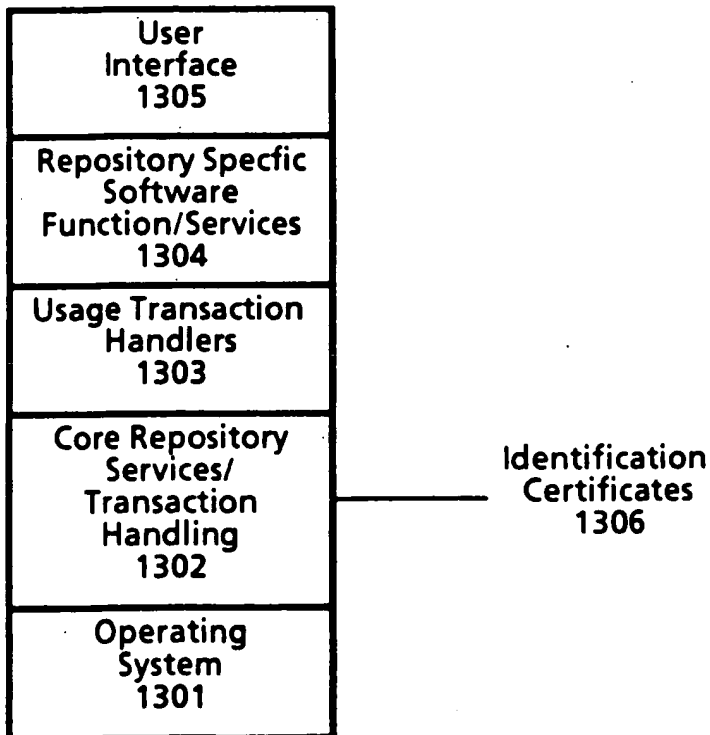 User
Interface
1305
Repository Specfic
Software
Function/Services
1304
Usage Transaction
Handlers
1303
Core Repository
Services/
Transaction
Handling
1302
Identification
Certificates
1306
Operating
System
1301